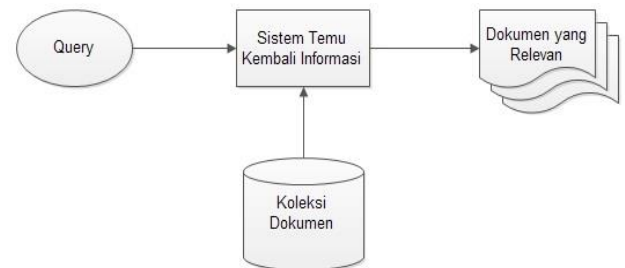 Query
Sistem Temu
Kembali Informasi
Dokumen yang
Relevan
Koleksi
Dokumen